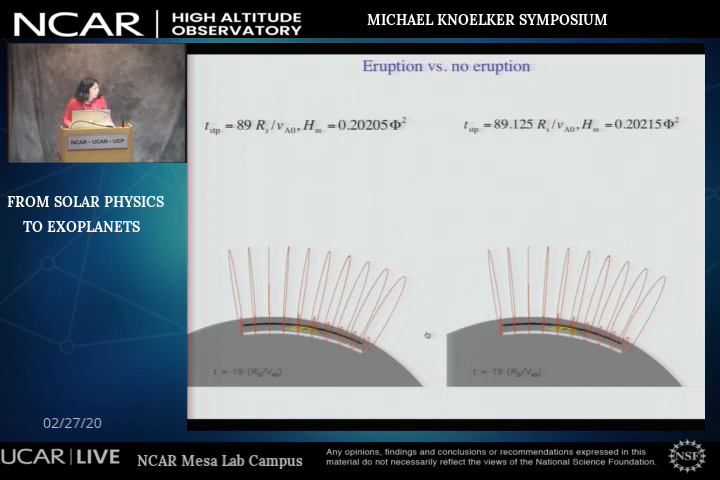 NCAR
HIGH ALTITUDE
OBSERVATORY
MICHAEL KNOELKER SYMPOSIUM
Eruption vs. no eruption
t_stp = 89 R_s/v_A0, H_m = 0.20205 Φ²
t_stp = 89.125 R_s/v_A0, H_m = 0.20215 Φ²
NCAR • UCAR • UCP
FROM SOLAR PHYSICS
TO EXOPLANETS
t = 19 (R_S/V_A0)
t = 19 (R_S/V_A0)
02/27/20
UCAR | LIVE
NCAR Mesa Lab Campus
Any opinions, findings and conclusions or recommendations expressed in this
material do not necessarily reflect the views of the National Science Foundation.
NSF